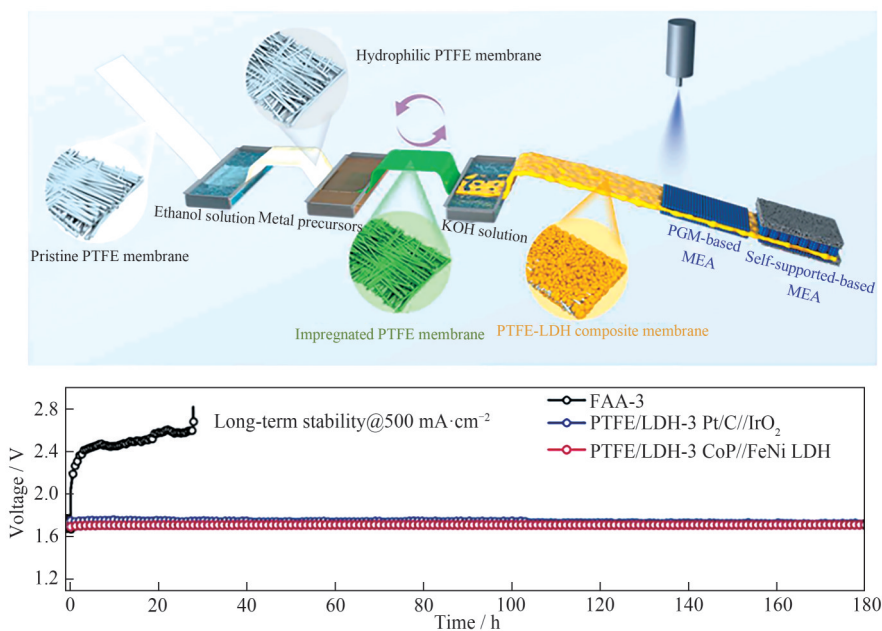 Hydrophilic PTFE membrane
Ethanol solution
Metal precursors
KOH solution
Pristine PTFE membrane
PGM-based
MEA
Self-supported-based
MEA
Impregnated PTFE membrane
PTFE-LDH composite membrane
2.8
2.4
2.0
1.6
1.2
Voltage / V
Long-term stability@500 mA·cm⁻²
FAA-3
PTFE/LDH-3 Pt/C//IrO₂
PTFE/LDH-3 CoP//FeNi LDH
0 20 40 60 80 100 120 140 160 180
Time / h